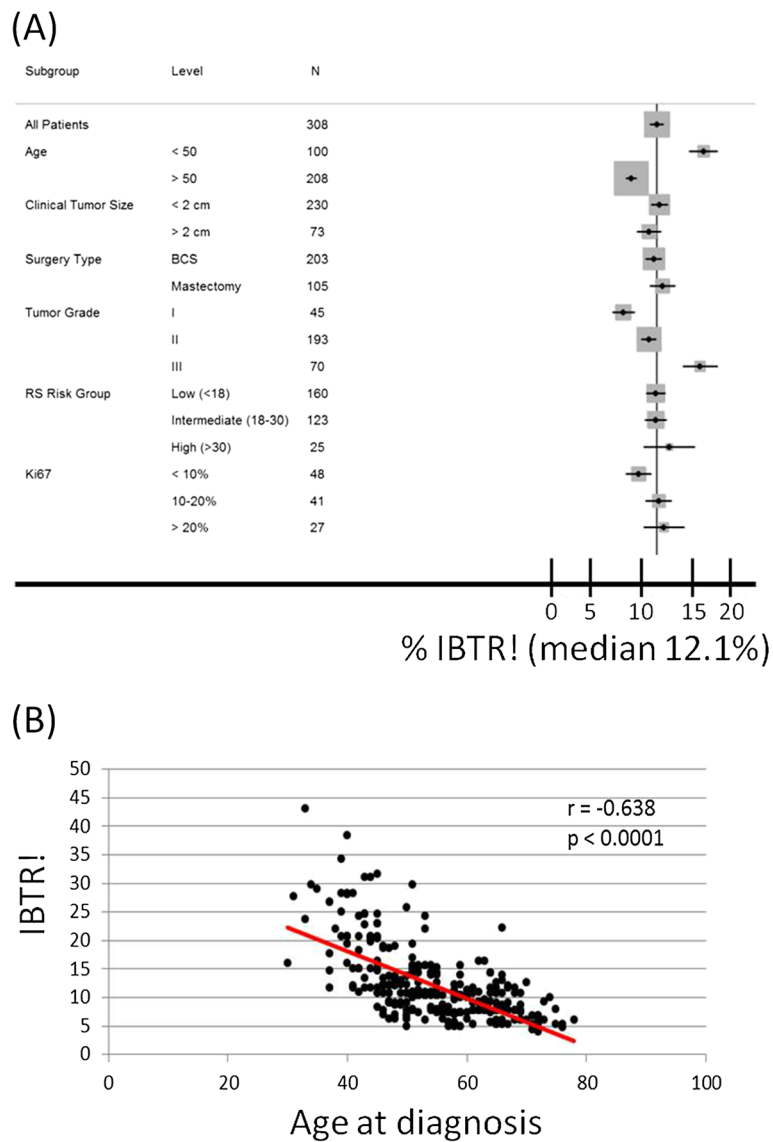 (A)
Subgroup Level N
All Patients 308
Age < 50 100
> 50 208
Clinical Tumor Size < 2 cm 230
> 2 cm 73
Surgery Type BCS 203
Mastectomy 105
Tumor Grade I 45
II 193
III 70
RS Risk Group Low (<18) 160
Intermediate (18-30) 123
High (>30) 25
Ki67 < 10% 48
10-20% 41
> 20% 27
0 5 10 15 20
% IBTR! (median 12.1%)
(B)
50
45
40
35
30
25
20
15
10
5
0
IBTR!
r = -0.638
p < 0.0001
0 20 40 60 80 100
Age at diagnosis